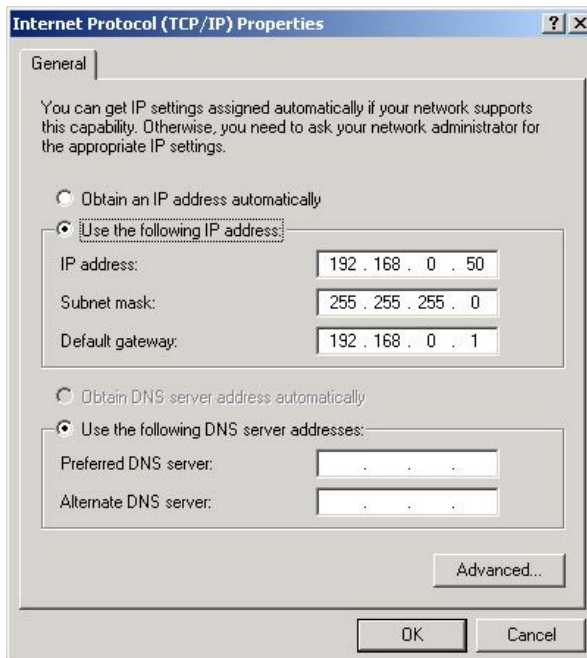 Internet Protocol (TCP/IP) Properties
General
You can get IP settings assigned automatically if your network supports
this capability. Otherwise, you need to ask your network administrator for
the appropriate IP settings.
Obtain an IP address automatically
Use the following IP address:
IP address: 192 . 168 . 0 . 50
Subnet mask: 255 . 255 . 255 . 0
Default gateway: 192 . 168 . 0 . 1
Obtain DNS server address automatically
Use the following DNS server addresses:
Preferred DNS server: . . .
Alternate DNS server: . . .
Advanced...
OK Cancel